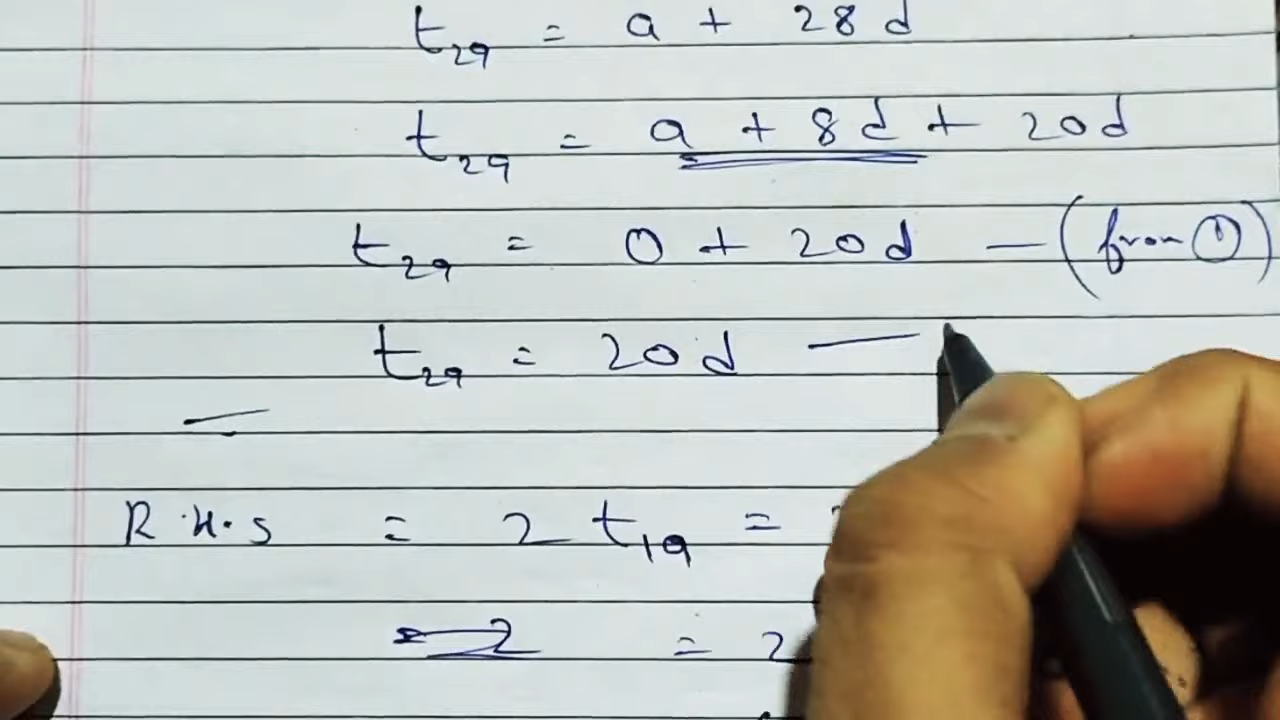 t₂₉ = a + 28d
t₂₉ = a + 8d + 20d
t₂₉ = 0 + 20d — (from ①)
t₂₉ = 20d —
R.H.S = 2 t₁₉ =
2 = 2